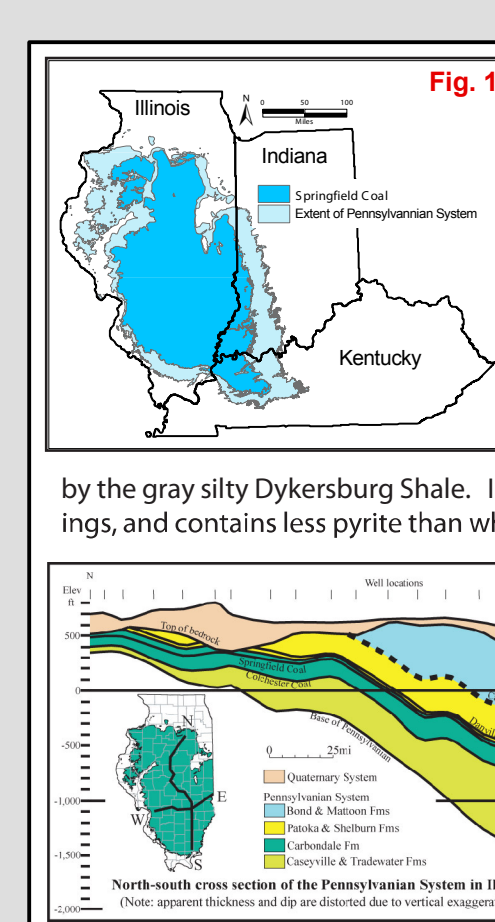 Fig. 1
Illinois
N
0 50 100
Miles
Indiana
Springfield Coal
Extent of Pennsylvannian System
Kentucky
by the gray silty Dykersburg Shale. I
ings, and contains less pyrite than wh
N
Elev
ft
Well locations
500
Top of bedrock
Springfield Coal
Colchester Coal
0
Base of Pennsylvanian
Danvil
-500
N
0 25mi
Quaternary System
Pennsylvanian System
E
-1,000
Bond & Mattoon Fms
W
Patoka & Shelburn Fms
Carbondale Fm
-1,500
Caseyville & Tradewater Fms
S
North-south cross section of the Pennsylvanian System in Il
(Note: apparent thickness and dip are distorted due to vertical exaggera
-2,000